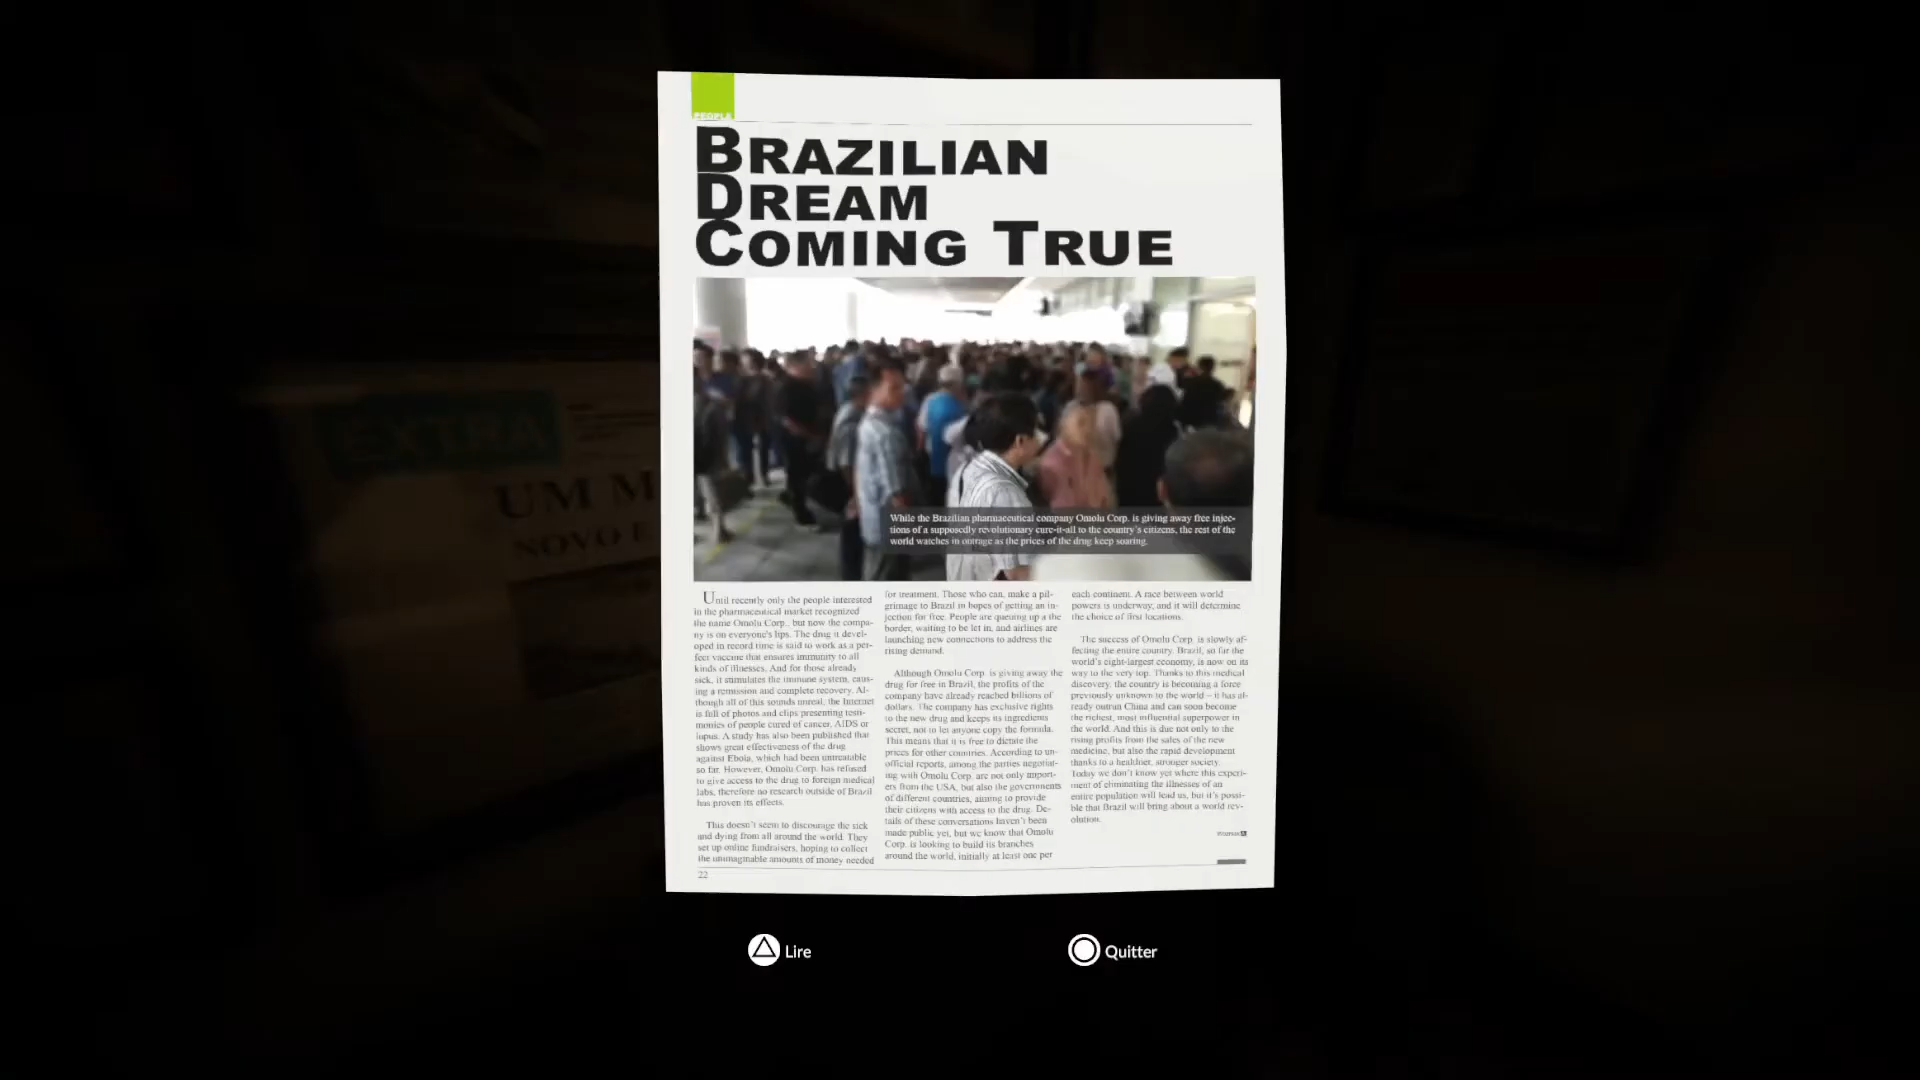 PEOPLE
BRAZILIAN
DREAM
COMING TRUE
While the Brazilian pharmaceutical company Omolu Corp. is giving away free injec-
tions of a supposedly revolutionary cure-it-all to the country's citizens, the rest of the
world watches in outrage as the prices of the drug keep soaring.
Until recently only the people interested
in the pharmaceutical market recognized
the name Omolu Corp., but now the compa-
ny is on everyone's lips. The drug it devel-
oped in record time is said to work as a per-
fect vaccine that ensures immunity to all
kinds of illnesses. And for those already
sick, it stimulates the immune system, caus-
ing a remission and complete recovery. Al-
though all of this sounds unreal, the Internet
is full of photos and clips presenting testi-
monies of people cured of cancer, AIDS or
lupus. A study has also been published that
shows great effectiveness of the drug
against Ebola, which had been untreatable
so far. However, Omolu Corp. has refused
to give access to the drug to foreign medical
labs, therefore no research outside of Brazil
has proven its effects.
This doesn't seem to discourage the sick
and dying from all around the world. They
set up online fundraisers, hoping to collect
the unimaginable amounts of money needed
for treatment. Those who can, make a pil-
grimage to Brazil in hopes of getting an in-
jection for free. People are queuing up a the
border, waiting to be let in, and airlines are
launching new connections to address the
rising demand.
Although Omolu Corp. is giving away the
drug for free in Brazil, the profits of the
company have already reached billions of
dollars. The company has exclusive rights
to the new drug and keeps its ingredients
secret, not to let anyone copy the formula.
This means that it is free to dictate the
prices for other countries. According to un-
official reports, among the parties negotiat-
ing with Omolu Corp. are not only import-
ers from the USA, but also the governments
of different countries, aiming to provide
their citizens with access to the drug. De-
tails of these conversations haven't been
made public yet, but we know that Omolu
Corp. is looking to build its branches
around the world, initially at least one per
each continent. A race between world
powers is underway, and it will determine
the choice of first locations.
The success of Omolu Corp. is slowly af-
fecting the entire country. Brazil, so far the
world's eight-largest economy, is now on its
way to the very top. Thanks to this medical
discovery, the country is becoming a force
previously unknown to the world – it has al-
ready outran China and can soon become
the richest, most influential superpower in
the world. And this is due not only to the
rising profits from the sales of the new
medicine, but also the rapid development
thanks to a healthier, stronger society.
Today we don't know yet where this experi-
ment of eliminating the illnesses of an
entire population will lead us, but it's possi-
ble that Brazil will bring about a world rev-
olution.
22
EXTRA
UM M
NOVO E
Lire
Quitter